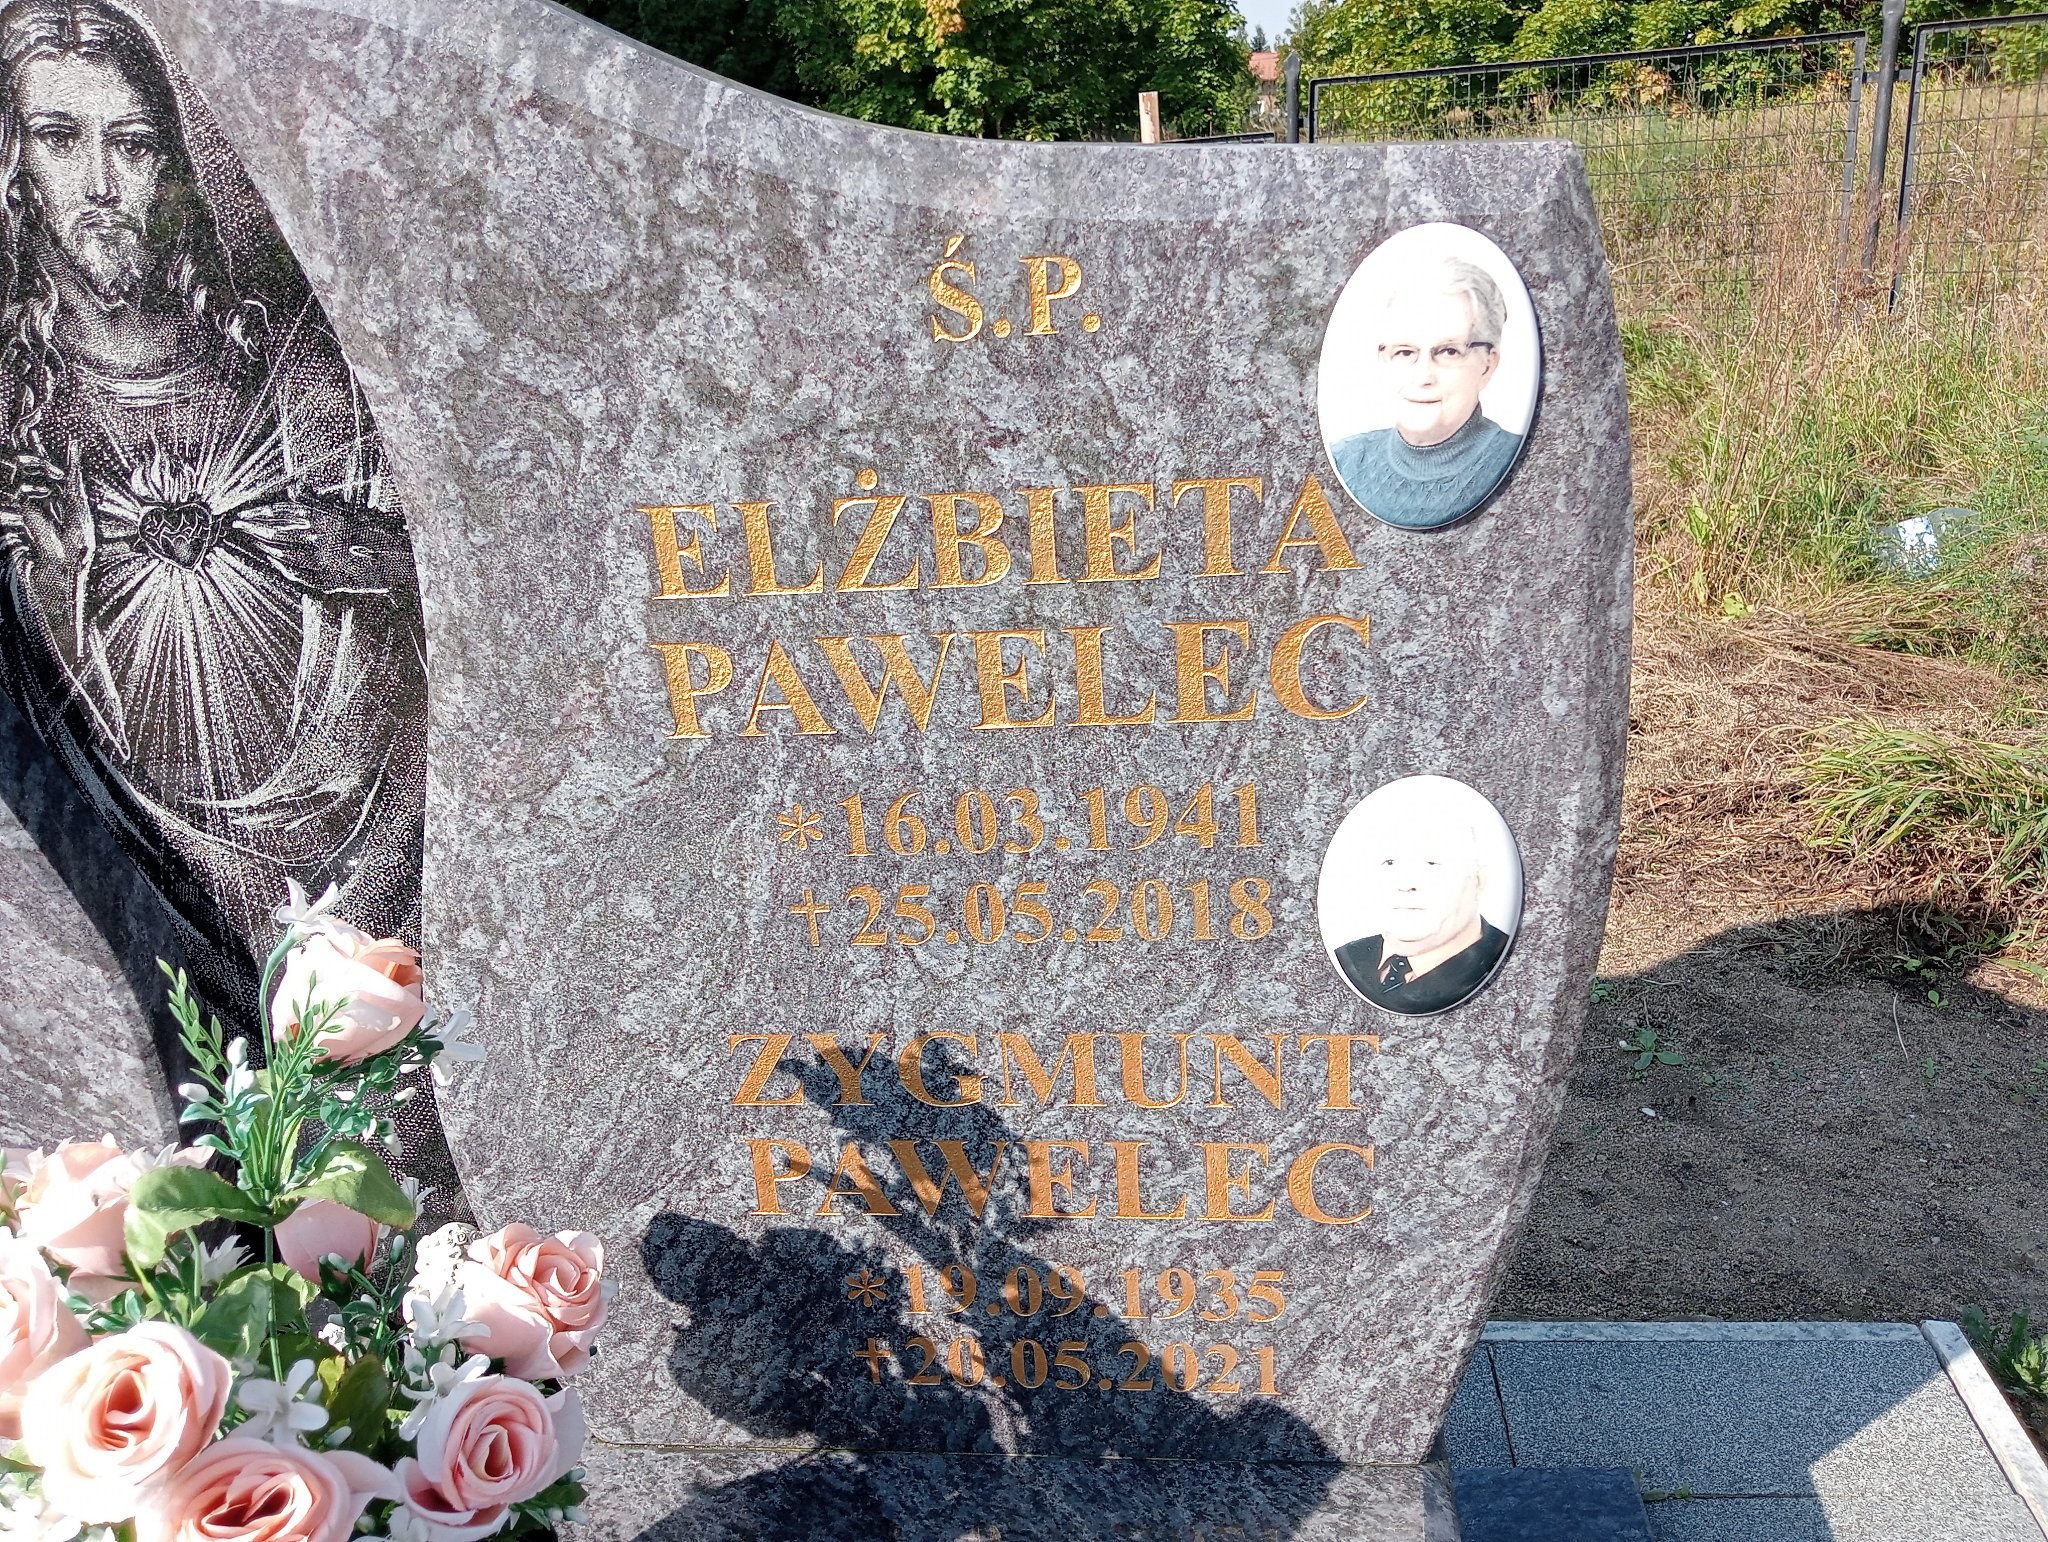 Ś.P.
ELŻBIETA
PAWELEC
*16.03.1941
†25.05.2018
ZYGMUNT
PAWELEC
*19.09.1935
†20.05.2021